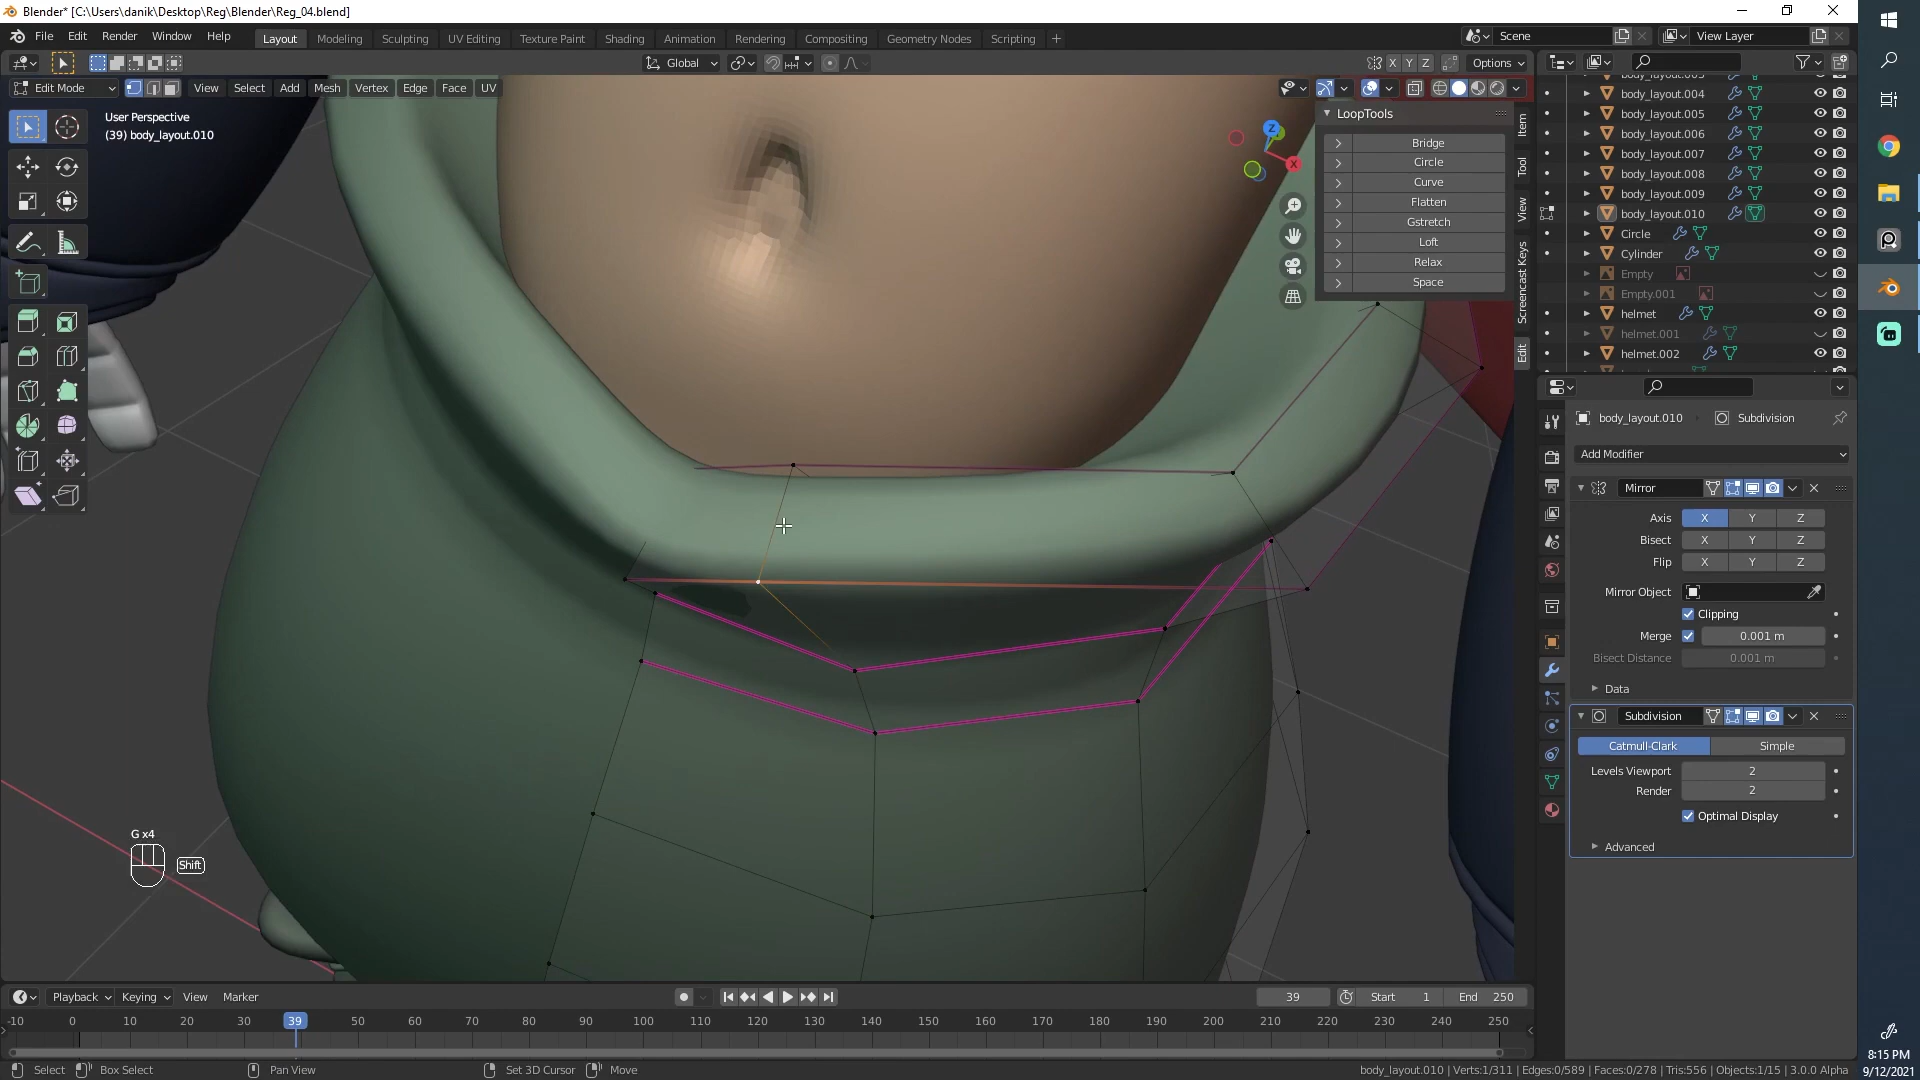 Blender* [C:\Users\danik\Desktop\Reg\Blender\Reg_04.blend]
File Edit Render Window Help
Layout Modeling Sculpting UV Editing Texture Paint Shading Animation Rendering Compositing Geometry Nodes Scripting +
Scene
View Layer
Global
X Y Z
Options
Edit Mode
View Select Add Mesh Vertex Edge Face UV
User Perspective
(39) body_layout.010
Z
X
LoopTools
Bridge
Circle
Curve
Flatten
Gstretch
Loft
Relax
Space
Item
Tool
View
Screencast Keys
Edit
body_layout.004
body_layout.005
body_layout.006
body_layout.007
body_layout.008
body_layout.009
body_layout.010
Circle
Cylinder
Empty
Empty.001
helmet
helmet.001
helmet.002
body_layout.010 Subdivision
Add Modifier
Mirror
Axis X Y Z
Bisect X Y Z
Flip X Y Z
Mirror Object
Clipping
Merge 0.001 m
Bisect Distance 0.001 m
Data
Subdivision
Catmull-Clark Simple
Levels Viewport 2
Render 2
Optimal Display
Advanced
G x4
Shift
Playback Keying View Marker
39 Start 1 End 250
-10 0 10 20 30 39 50 60 70 80 90 100 110 120 130 140 150 160 170 180 190 200 210 220 230 240 250
Select Box Select Pan View Set 3D Cursor Move
body_layout.010 | Verts:1/311 | Edges:0/589 | Faces:0/278 | Tris:556 | Objects:1/15 | 3.0.0 Alpha
8:15 PM
9/12/2021